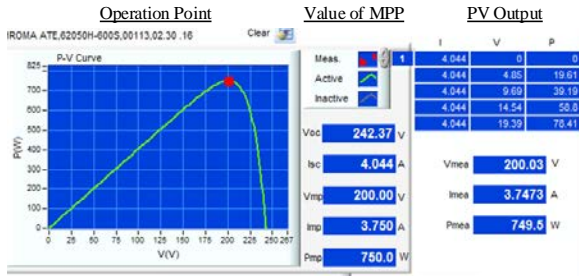 Operation Point
Value of MPP
PV Output
IROMA ATE,62050H-600S,00113,02.30 .16
Clear
P-V Curve
825
700
600
500
400
300
200
100
0
P(W)
0 25 50 75 100 125 150 175 200 225 250 267
V(V)
Meas.
Active
Inactive
Voc 242.37 V
Isc 4.044 A
Vmp 200.00 V
Imp 3.750 A
Pmp 750.0 W
I V P
1 4.044 0 0
4.044 4.85 19.61
4.044 9.69 39.19
4.044 14.54 58.8
4.044 19.39 78.41
Vmea 200.03 V
Imea 3.7473 A
Pmea 749.5 W